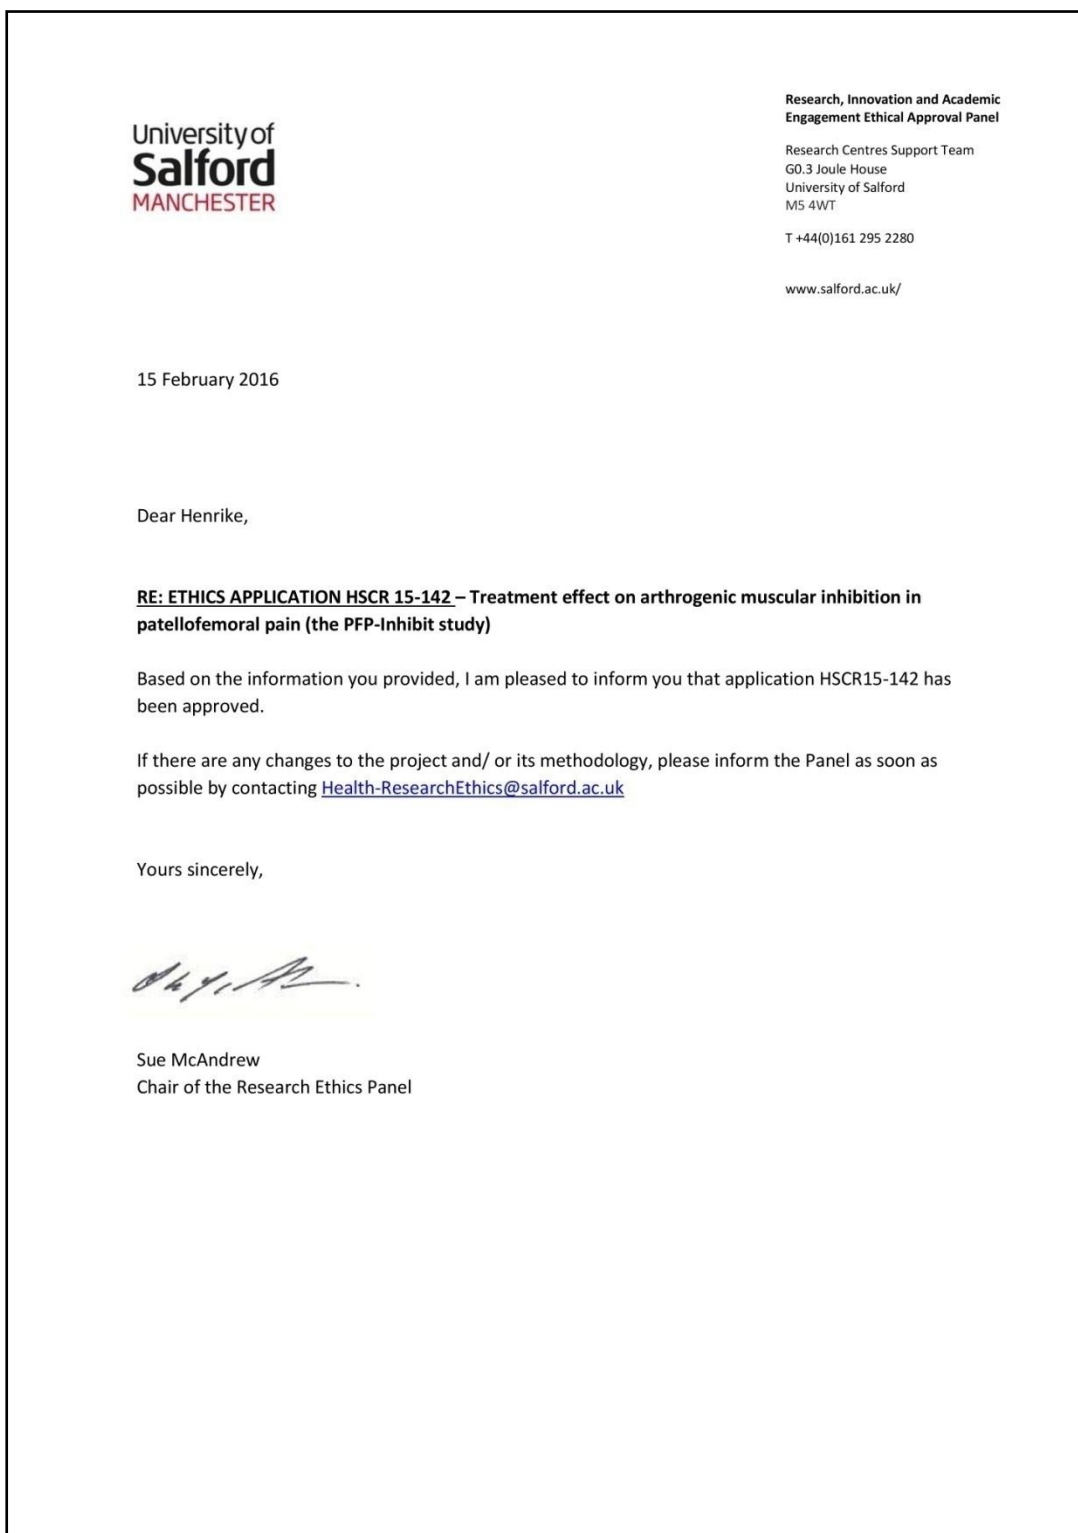 University of
Salford
MANCHESTER
Research, Innovation and Academic
Engagement Ethical Approval Panel
Research Centres Support Team
G0.3 Joule House
University of Salford
M5 4WT
T +44(0)161 295 2280
www.salford.ac.uk/
15 February 2016
Dear Henrike,
RE: ETHICS APPLICATION HSCR 15-142 – Treatment effect on arthrogenic muscular inhibition in
patellofemoral pain (the PFP-Inhibit study)
Based on the information you provided, I am pleased to inform you that application HSCR15-142 has
been approved.
If there are any changes to the project and/ or its methodology, please inform the Panel as soon as
possible by contacting Health-ResearchEthics@salford.ac.uk
Yours sincerely,
Sue McAndrew
Chair of the Research Ethics Panel